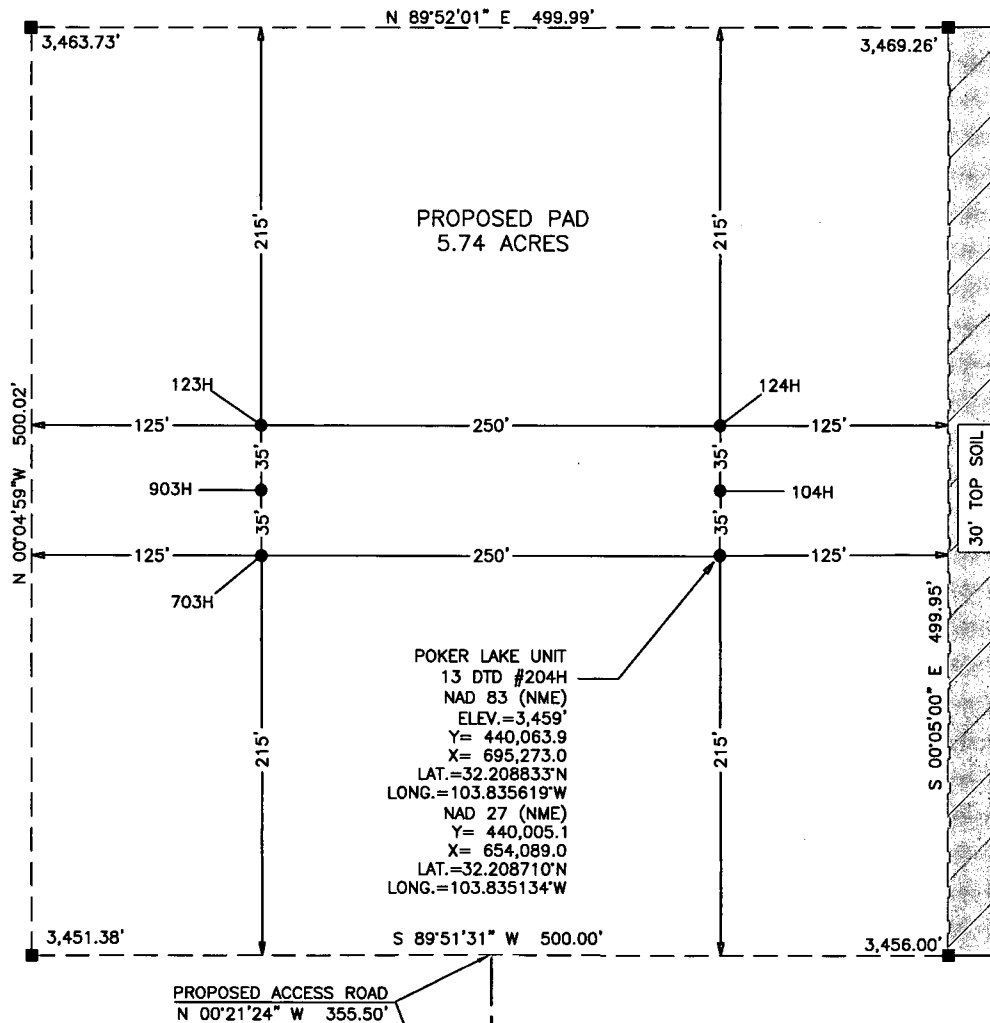 N 89°52'01" E 499.99'
3,463.73'
3,469.26'
PROPOSED PAD
5.74 ACRES
215'
215'
123H
124H
125'
250'
125'
35'
35'
903H
104H
35'
35'
125'
250'
125'
703H
N 00°04'59"W 500.02'
30' TOP SOIL
S 00°05'00" E 499.95'
POKER LAKE UNIT
13 DTD #204H
NAD 83 (NME)
ELEV.=3,459'
Y= 440,063.9
X= 695,273.0
LAT.=32.208833°N
LONG.=103.835619°W
NAD 27 (NME)
Y= 440,005.1
X= 654,089.0
LAT.=32.208710°N
LONG.=103.835134°W
215'
215'
3,451.38'
S 89°51'31" W 500.00'
3,456.00'
PROPOSED ACCESS ROAD
N 00°21'24" W 355.50'